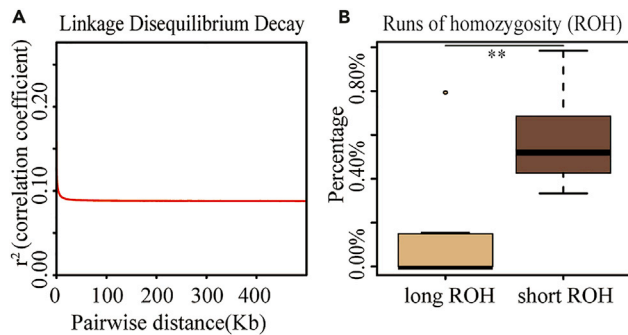 A
Linkage Disequilibrium Decay
r² (correlation coefficient)
0.20
0.10
0.00
0
100
200
300
400
Pairwise distance(Kb)
B
Runs of homozygosity (ROH)
**
Percentage
0.80%
0.40%
0.00%
long ROH
short ROH